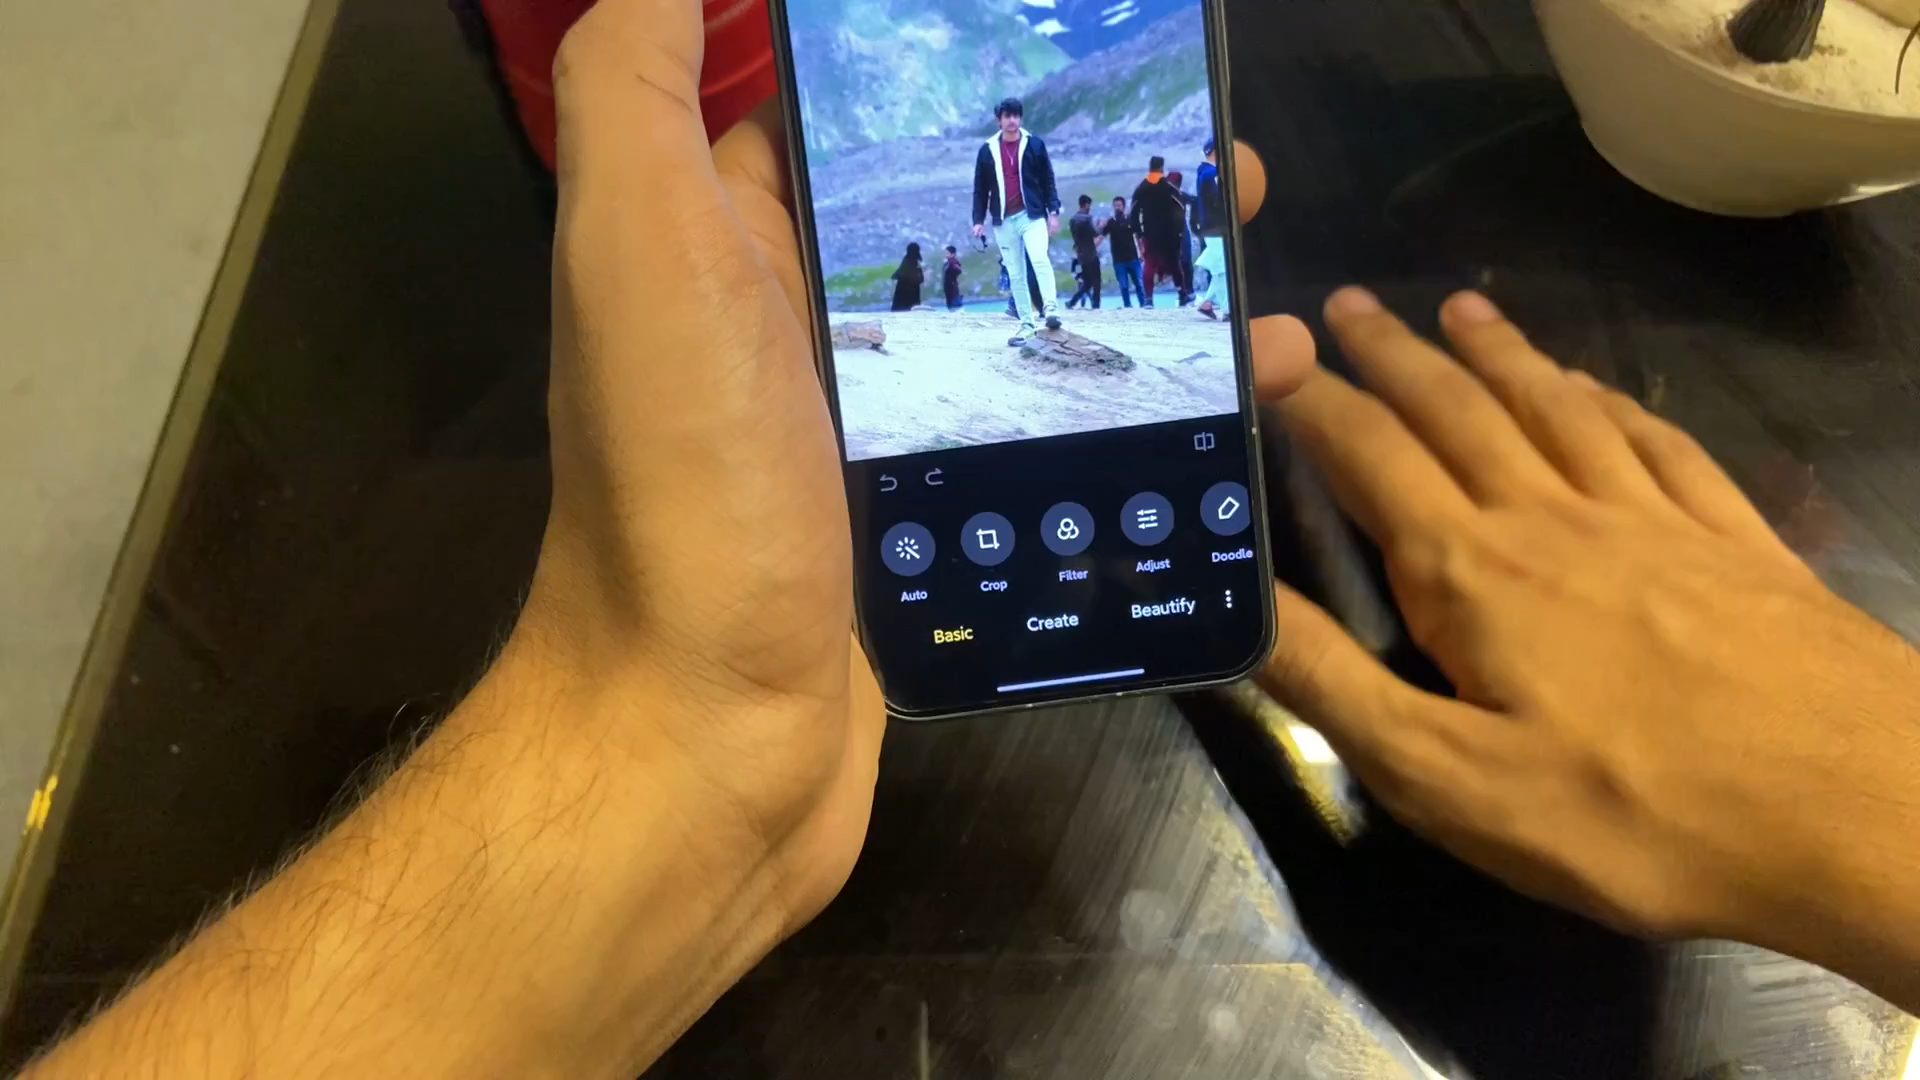 Auto
Crop
Filter
Adjust
Doodle
Basic
Create
Beautify